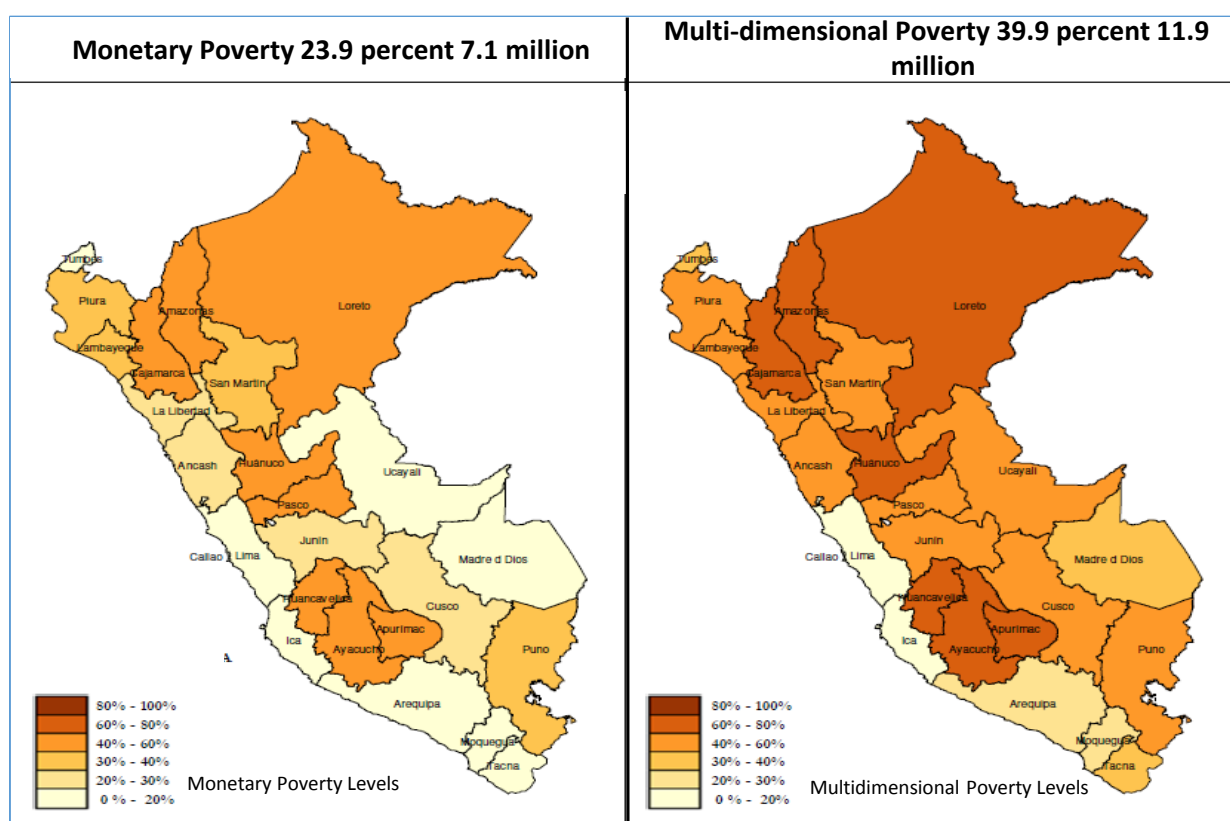 Monetary Poverty 23.9 percent 7.1 million
Multi-dimensional Poverty 39.9 percent 11.9
million
Tumbes
Piura
Lambayeque
Amazonas
Loreto
Cajamarca
San Martin
La Libertad
Ancash
Huánuco
Ucayali
Pasco
Junin
Callao
Lima
Madre d Dios
Huancavelica
Cusco
Ica
Apurimac
Ayacucho
Puno
A
Arequipa
Moquegua
Tacna
80% - 100%
60% - 80%
40% - 60%
30% - 40%
20% - 30%
0 % - 20%
Monetary Poverty Levels
Tumbes
Piura
Lambayeque
Amazonas
Loreto
Cajamarca
San Martin
La Libertad
Ancash
Huánuco
Ucayali
Pasco
Junin
Callao
Lima
Madre d Dios
Huancavelica
Cusco
Ica
Apurimac
Ayacucho
Puno
Arequipa
Moquegua
Tacna
80% - 100%
60% - 80%
40% - 60%
30% - 40%
20% - 30%
0 % - 20%
Multidimensional Poverty Levels